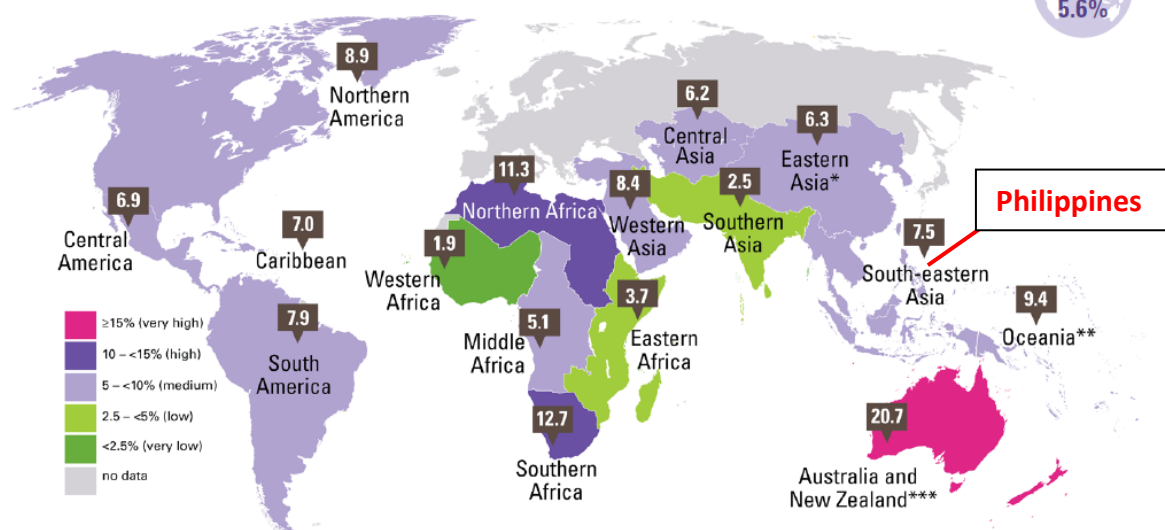 5.6%
8.9
Northern
America
6.2
Central
Asia
6.3
Eastern
Asia*
11.3
Northern Africa
8.4
Western
Asia
2.5
Southern
Asia
Philippines
6.9
Central
America
7.0
Caribbean
1.9
Western
Africa
7.5
South-eastern
Asia
3.7
Eastern
Africa
9.4
Oceania**
7.9
South
America
5.1
Middle
Africa
≥15% (very high)
10 – <15% (high)
5 – <10% (medium)
2.5 – <5% (low)
<2.5% (very low)
no data
12.7
Southern
Africa
20.7
Australia and
New Zealand***